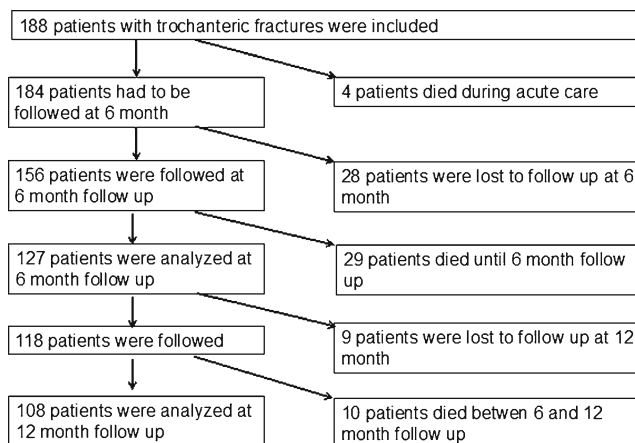 188 patients with trochanteric fractures were included
184 patients had to be
followed at 6 month
4 patients died during acute care
156 patients were followed at
6 month follow up
28 patients were lost to follow up at 6
month
127 patients were analyzed at
6 month follow up
29 patients died until 6 month follow
up
118 patients were followed
9 patients were lost to follow up at 12
month
108 patients were analyzed at
12 month follow up
10 patients died betwen 6 and 12
month follow up